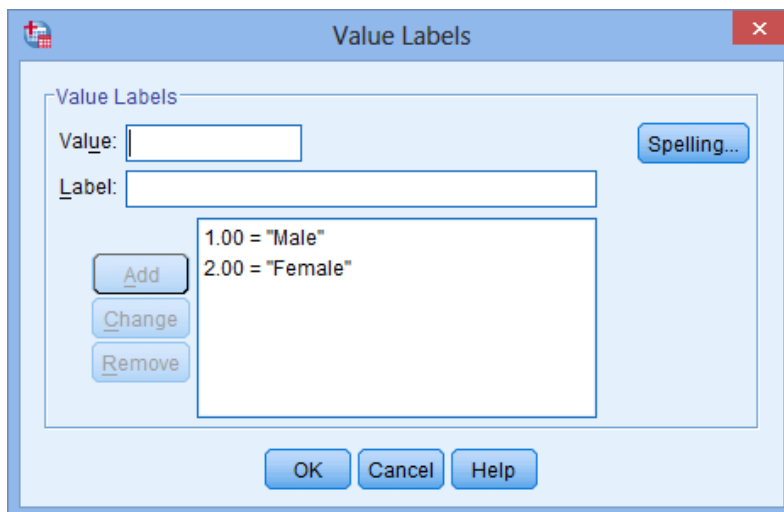 Value Labels
Value Labels
Value:
Spelling...
Label:
1.00 = "Male"
2.00 = "Female"
Add
Change
Remove
OK Cancel Help